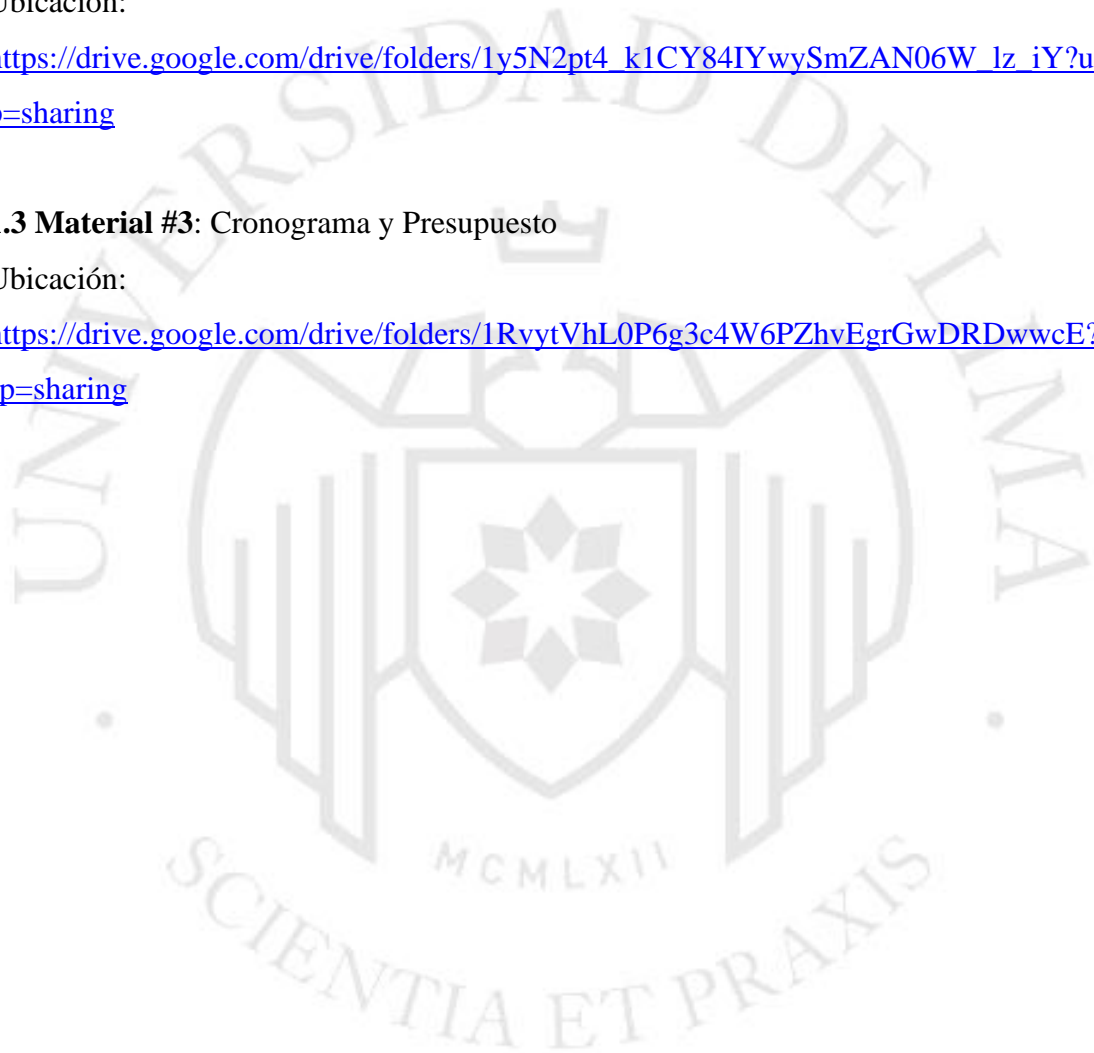 Ubicación:
https://drive.google.com/drive/folders/1y5N2pt4_k1CY84IYwySmZAN06W_lz_iY?u
p=sharing
.3 Material #3: Cronograma y Presupuesto
Ubicación:
https://drive.google.com/drive/folders/1RvytVhL0P6g3c4W6PZhvEgrGwDRDwwcE?
p=sharing
UNIVERSIDAD DE LIMA
MCMLXII
SCIENTIA ET PRAXIS